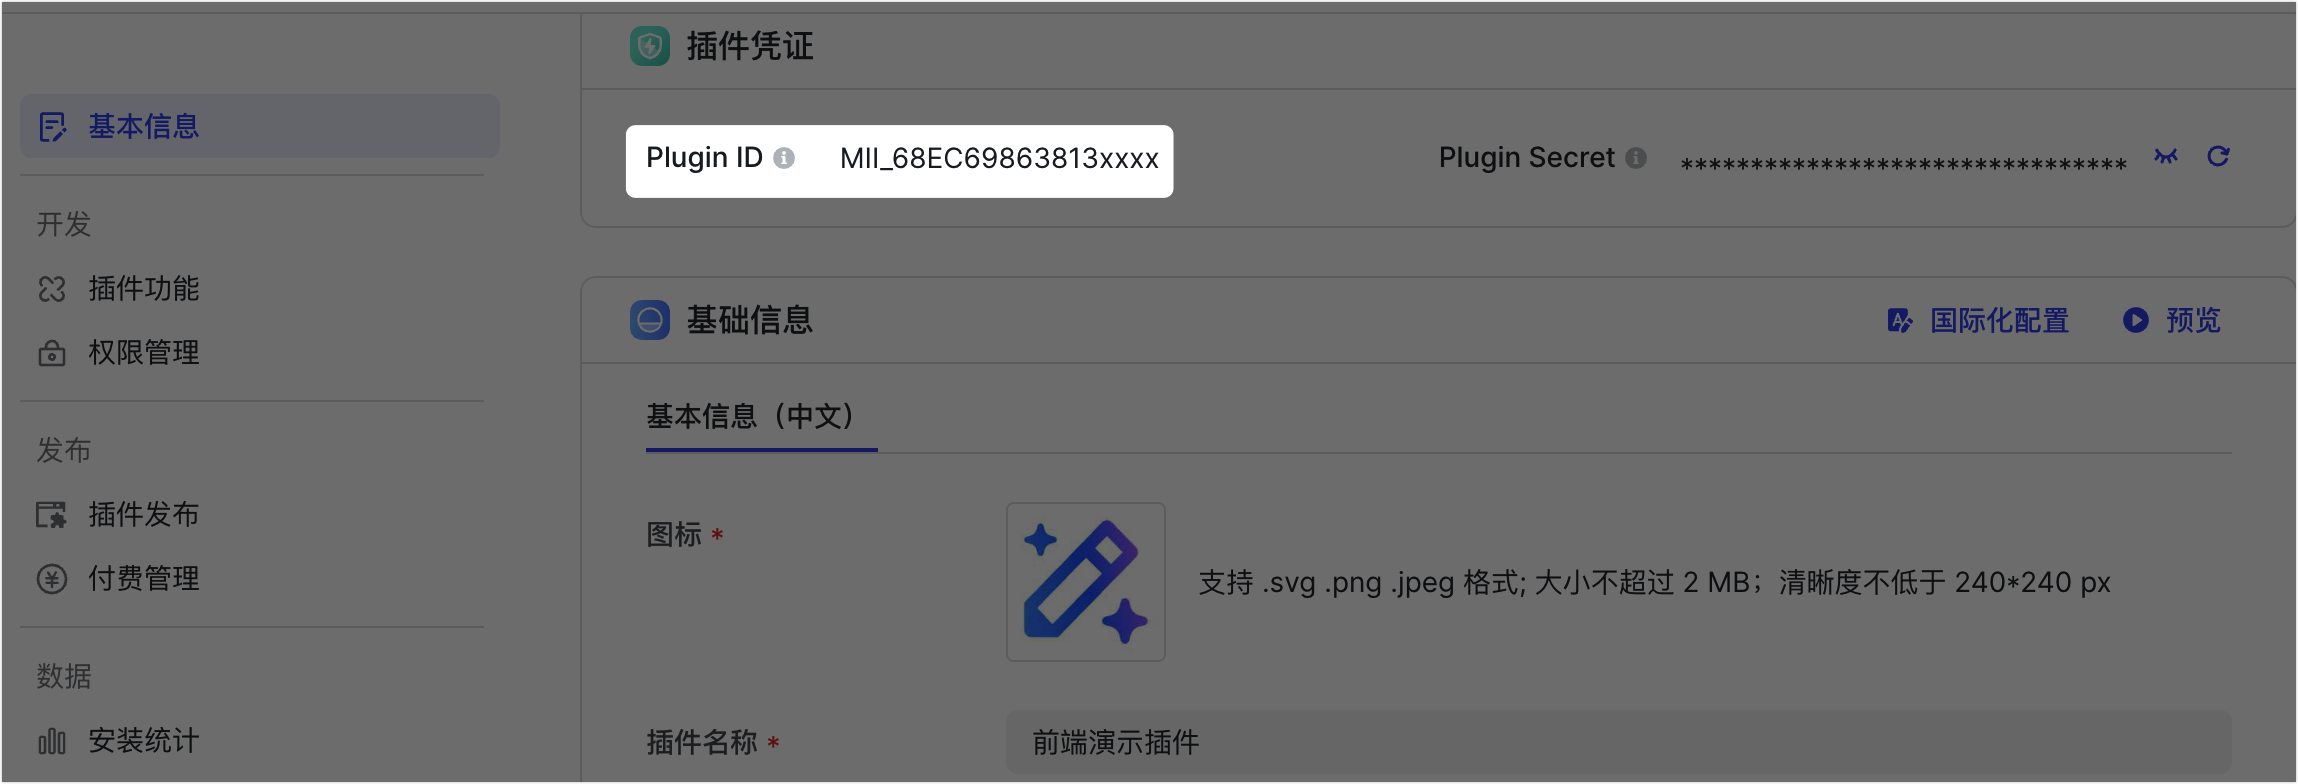 基本信息
开发
插件功能
权限管理
发布
插件发布
付费管理
数据
安装统计
插件凭证
Plugin ID MII_68EC69863813xxxx Plugin Secret ********************************
基础信息 国际化配置 预览
基本信息（中文）
图标 *
支持 .svg .png .jpeg 格式; 大小不超过 2 MB；清晰度不低于 240*240 px
插件名称 * 前端演示插件